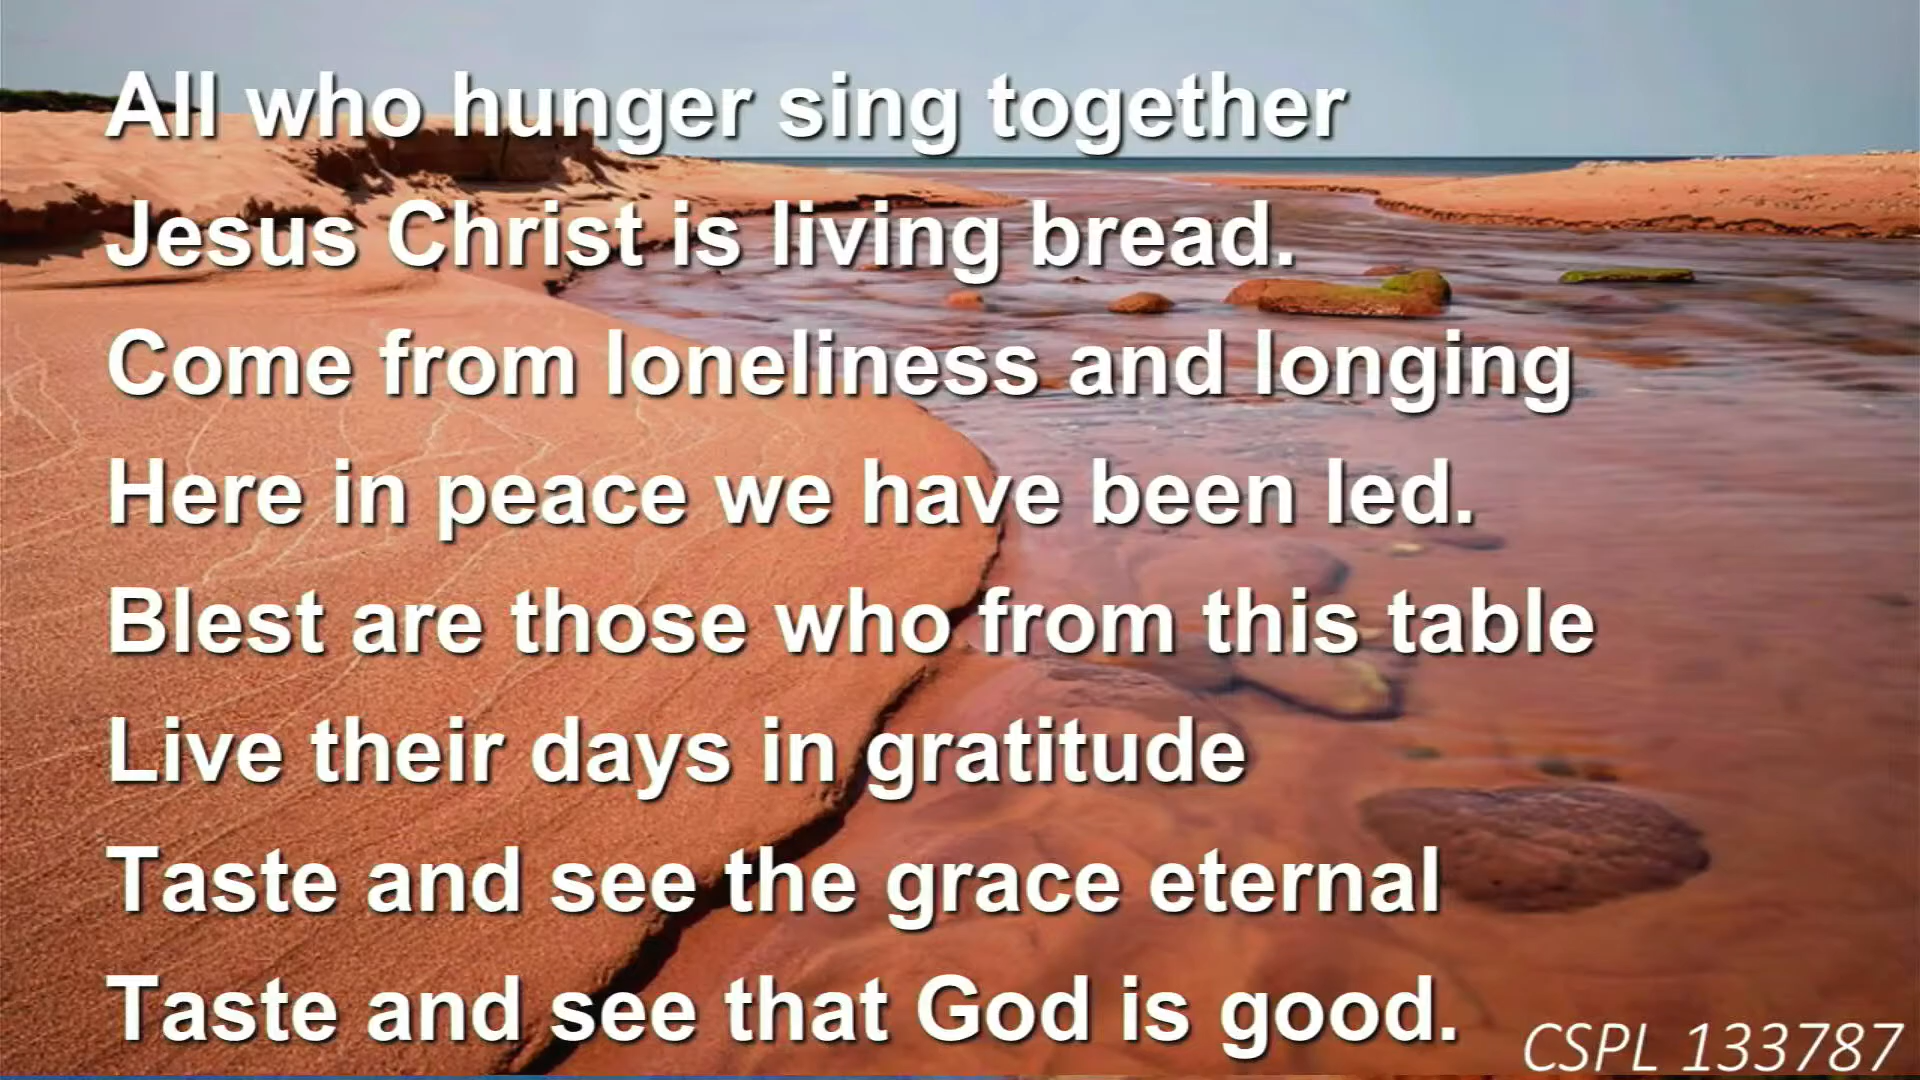 All who hunger sing together
Jesus Christ is living bread.
Come from loneliness and longing
Here in peace we have been led.
Blest are those who from this table
Live their days in gratitude
Taste and see the grace eternal
Taste and see that God is good.
CSPL 133787